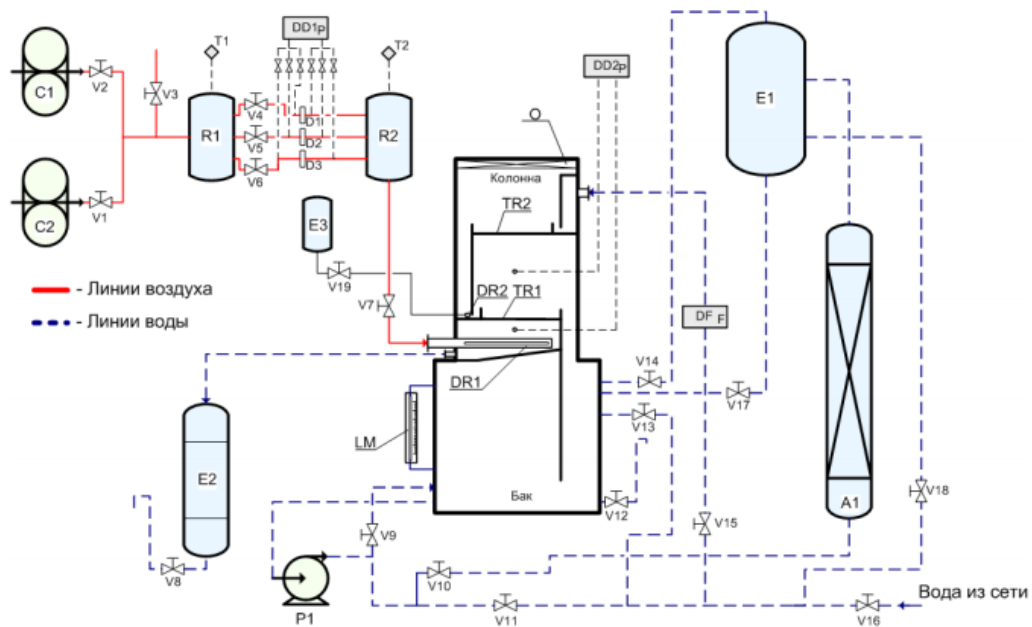 DD1p
T1
T2
C1
V2
V3
V4
D1
R1
V5
D2
R2
V6
D3
C2
V1
DD2p
E1
O
Колонна
TR2
E3
V19
- Линии воздуха
- Линии воды
V7
DR2
TR1
DR1
DF F
V14
V17
V13
LM
E2
Бак
V12
V15
V18
A1
V8
V9
V10
P1
V11
V16
Вода из сети